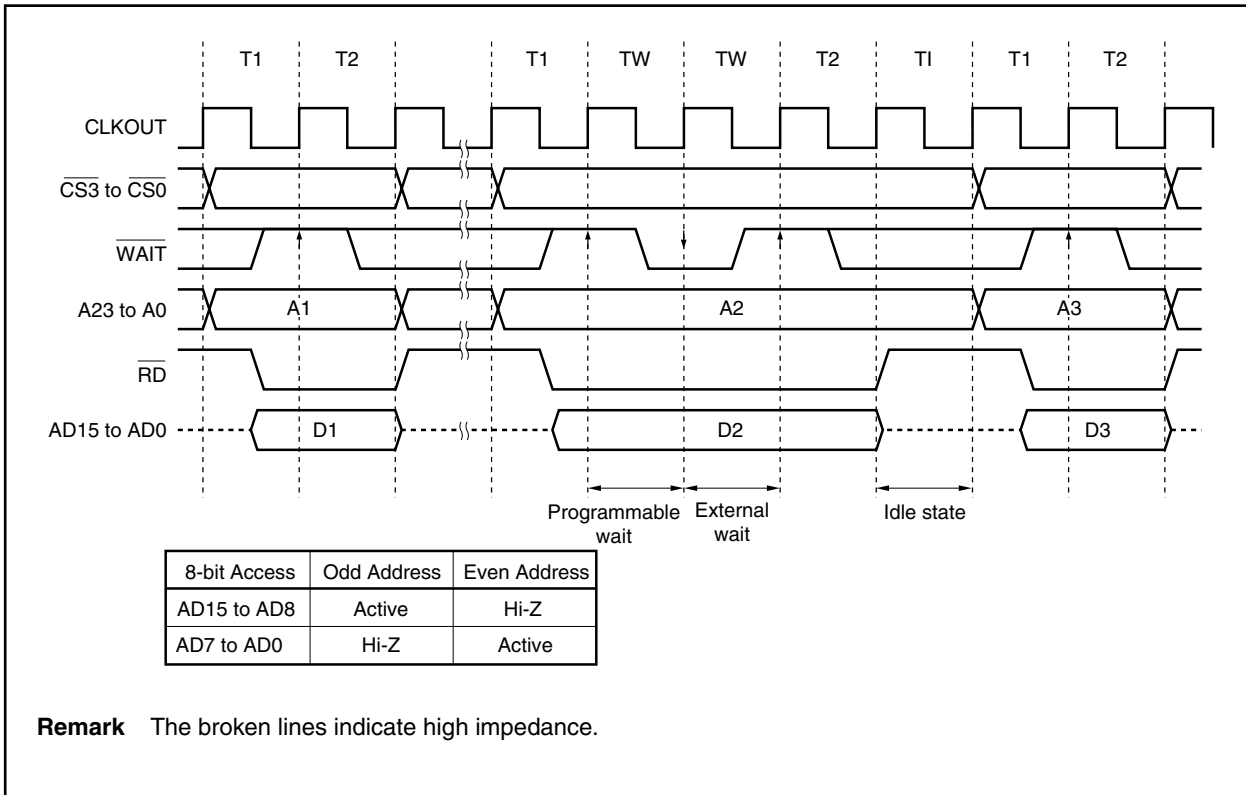 T1 T2 T1 TW TW T2 TI T1 T2
CLKOUT
CS3 to CS0
WAIT
A23 to A0 A1 A2 A3
RD
AD15 to AD0 D1 D2 D3
Programmable wait
External wait
Idle state
8-bit Access Odd Address Even Address
AD15 to AD8 Active Hi-Z
AD7 to AD0 Hi-Z Active
Remark The broken lines indicate high impedance.